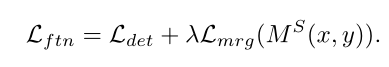 ℒ_{ftn} = ℒ_{det} + λℒ_{mrg}(M^S(x, y)).